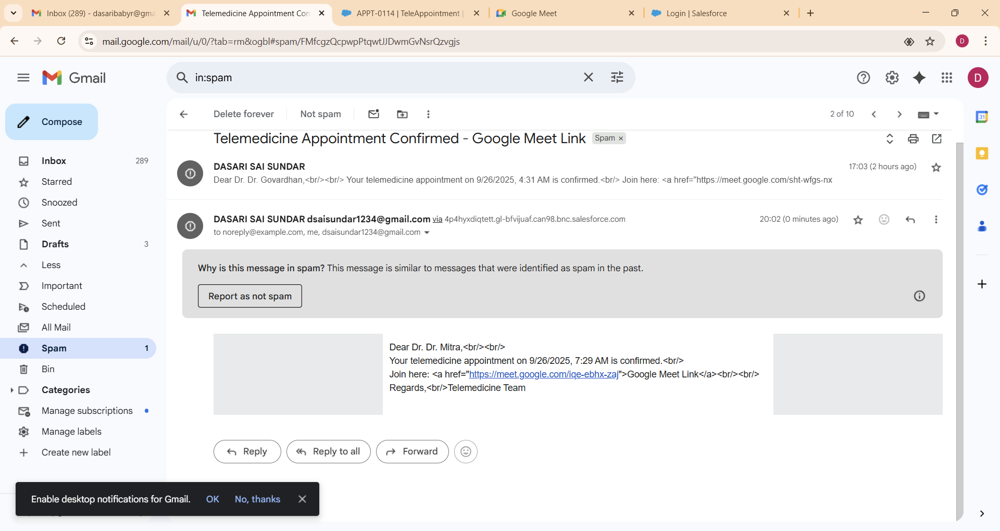 Inbox (289) - dasaribabyr@gma
Telemedicine Appointment Con
APPT-0114 | TeleAppointment |
Google Meet
Login | Salesforce
mail.google.com/mail/u/0/?tab=rm&ogbl#spam/FMfcgzQcpwpPtqwtJJDwmGvNsrQzvgjs
D
Gmail
in:spam
D
Compose
Delete forever
Not spam
2 of 10
31
Telemedicine Appointment Confirmed - Google Meet Link
Spam ×
Inbox 289
Starred
Snoozed
Sent
Drafts 3
Less
Important
Scheduled
All Mail
Spam 1
Bin
Categories
Manage subscriptions
Manage labels
Create new label
DASARI SAI SUNDAR
17:03 (2 hours ago)
Dear Dr. Dr. Govardhan,<br/><br/> Your telemedicine appointment on 9/26/2025, 4:31 AM is confirmed.<br/> Join here: <a href="https://meet.google.com/sht-wfgs-nx
DASARI SAI SUNDAR dsaisundar1234@gmail.com via 4p4hyxdiqtett.gl-bfvijuaf.can98.bnc.salesforce.com
20:02 (0 minutes ago)
to noreply@example.com, me, dsaisundar1234@gmail.com
Why is this message in spam? This message is similar to messages that were identified as spam in the past.
Report as not spam
Dear Dr. Dr. Mitra,<br/><br/>
Your telemedicine appointment on 9/26/2025, 7:29 AM is confirmed.<br/>
Join here: <a href="https://meet.google.com/iqe-ebhx-zaj">Google Meet Link</a><br/><br/>
Regards,<br/>Telemedicine Team
Reply
Reply to all
Forward
Enable desktop notifications for Gmail. OK No, thanks